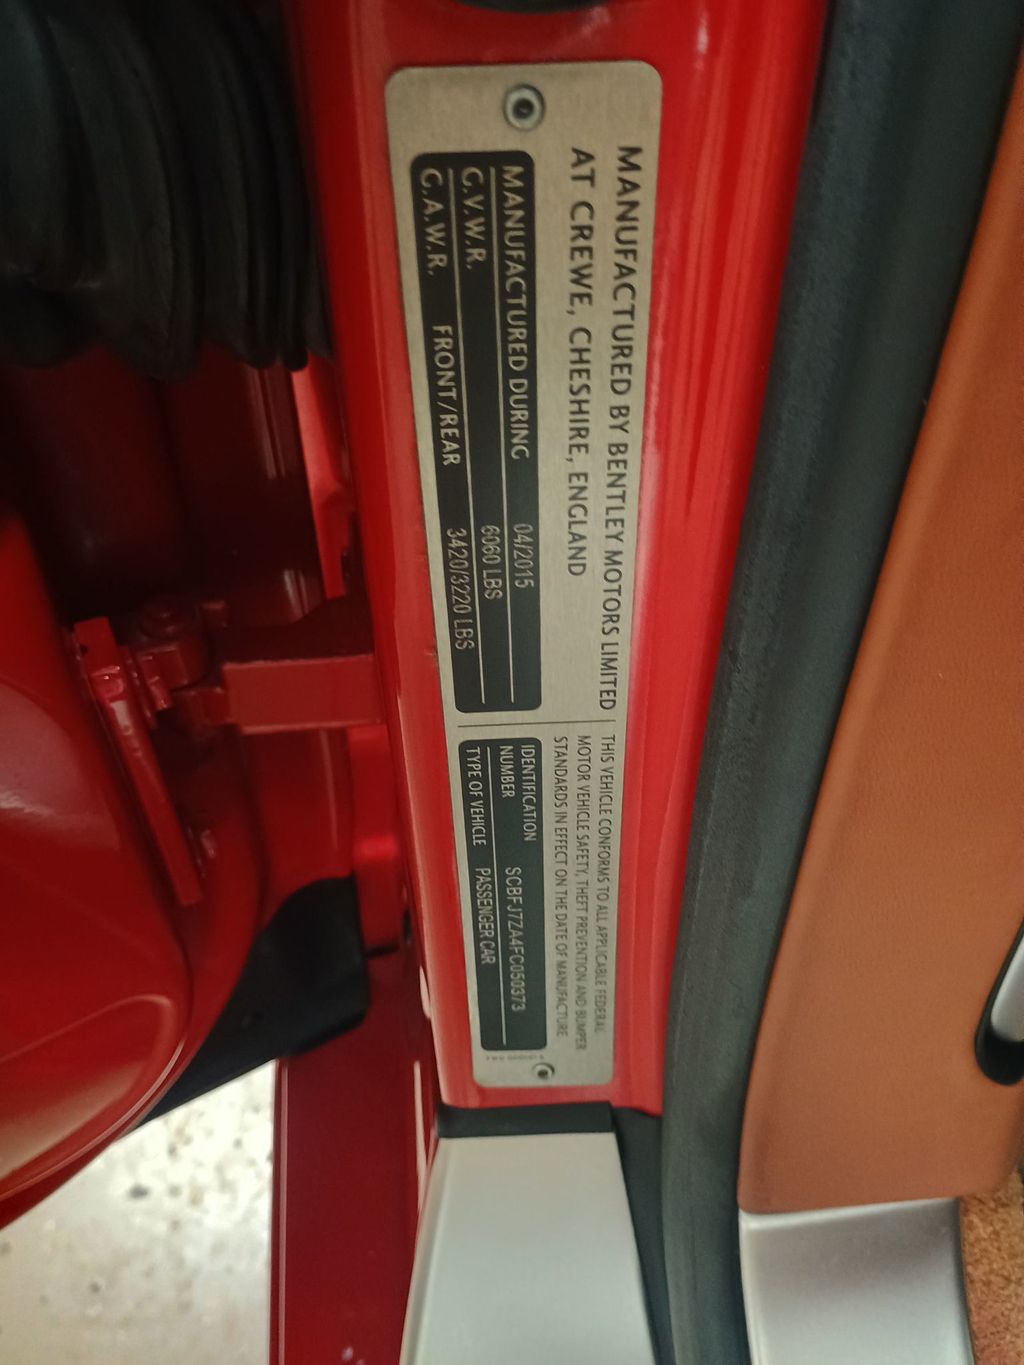 MANUFACTURED BY BENTLEY MOTORS LIMITED
AT CREWE, CHESHIRE, ENGLAND
MANUFACTURED DURING 04/2015
G.V.W.R. 6060 LBS
G.A.W.R. FRONT/REAR 3420/3220 LBS
THIS VEHICLE CONFORMS TO ALL APPLICABLE FEDERAL
MOTOR VEHICLE SAFETY, THEFT PREVENTION AND BUMPER
STANDARDS IN EFFECT ON THE DATE OF MANUFACTURE
IDENTIFICATION
NUMBER SCBFJ7ZA4FC050373
TYPE OF VEHICLE PASSENGER CAR